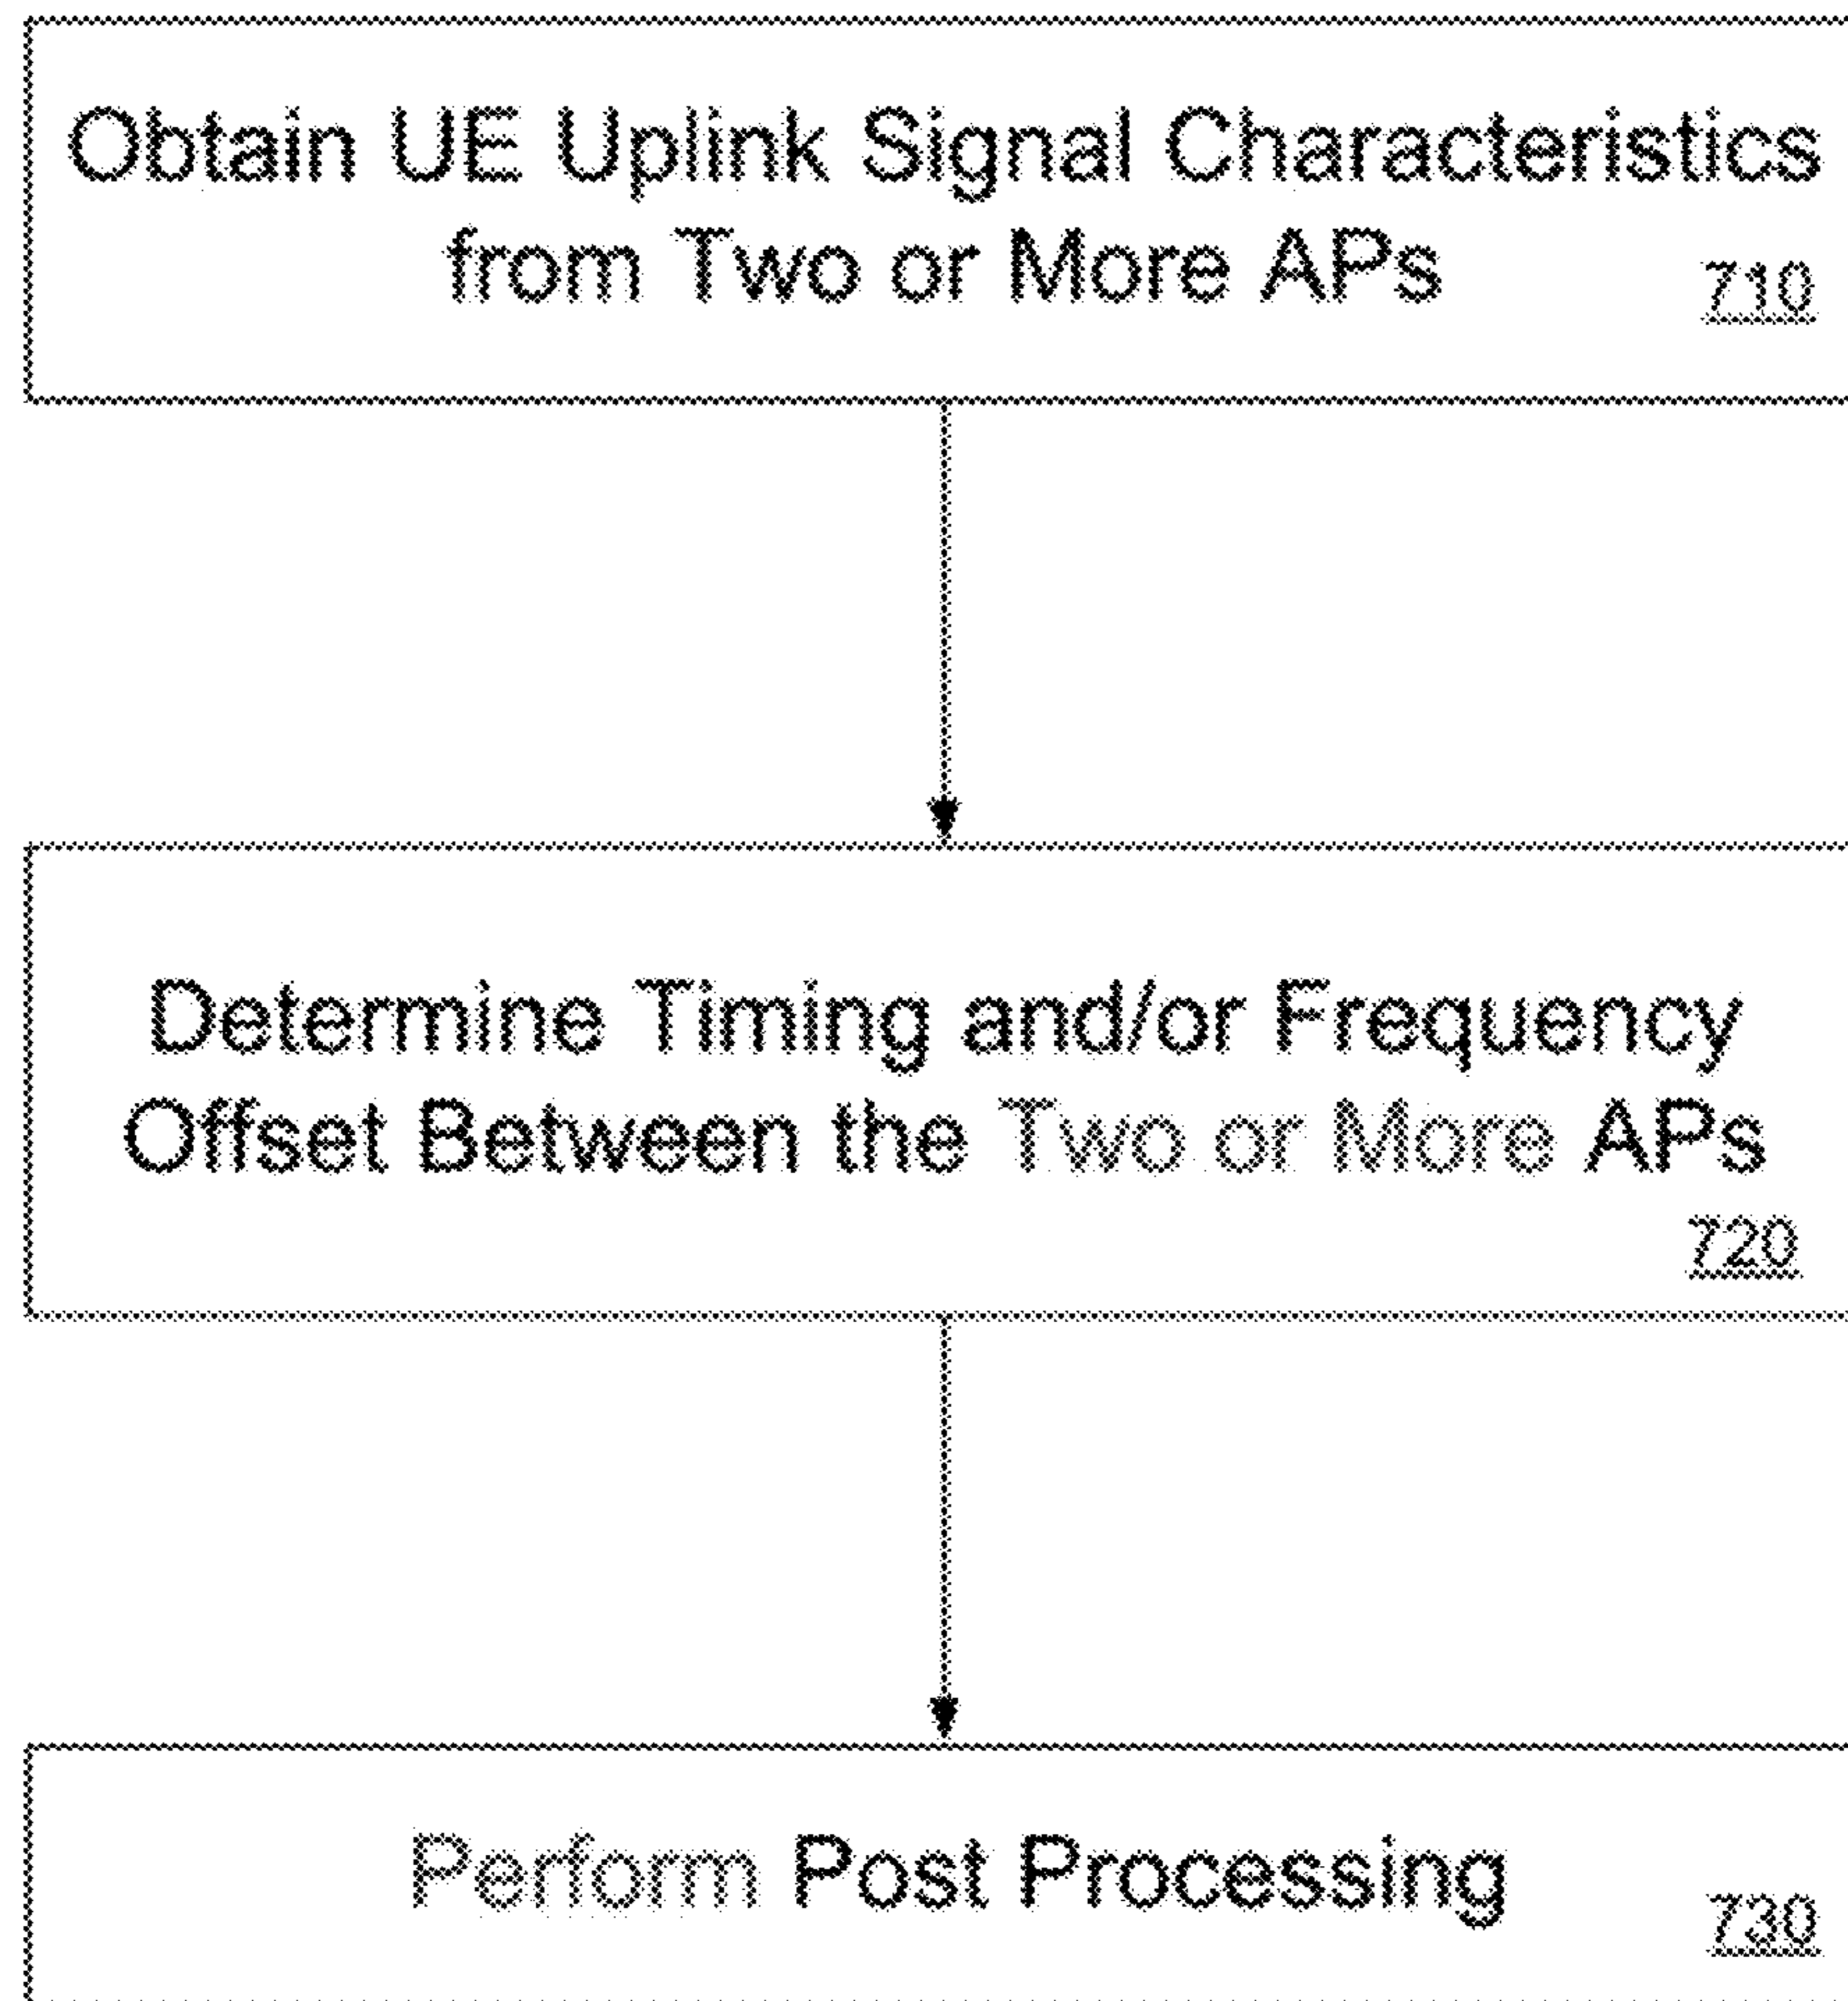 Obtain UE Uplink Signal Characteristics
from Two or More APs
710
Determine Timing and/or Frequency
Offset Between the Two or More APs
720
Perform Post Processing
730